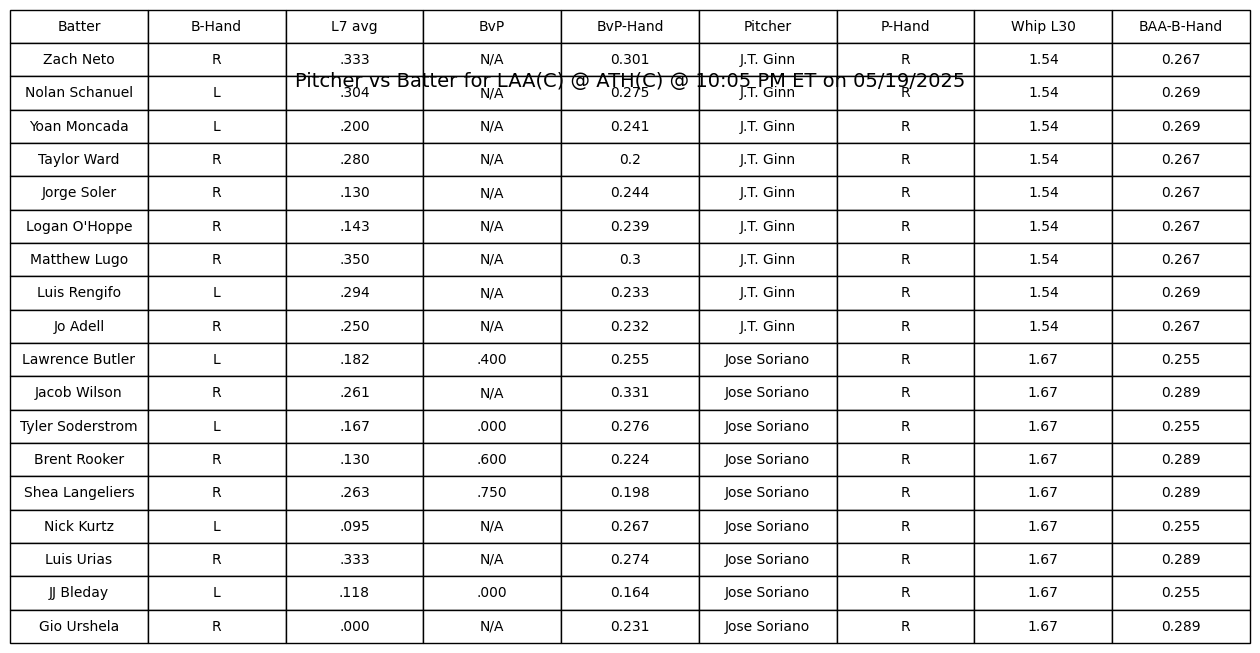 Batter B-Hand L7 avg BvP BvP-Hand Pitcher P-Hand Whip L30 BAA-B-Hand
Zach Neto R .333 N/A 0.301 J.T. Ginn R 1.54 0.267
Pitcher vs Batter for LAA(C) @ ATH(C) @ 10:05 PM ET on 05/19/2025
Nolan Schanuel L .304 N/A 0.275 J.T. Ginn R 1.54 0.269
Yoan Moncada L .200 N/A 0.241 J.T. Ginn R 1.54 0.269
Taylor Ward R .280 N/A 0.2 J.T. Ginn R 1.54 0.267
Jorge Soler R .130 N/A 0.244 J.T. Ginn R 1.54 0.267
Logan O'Hoppe R .143 N/A 0.239 J.T. Ginn R 1.54 0.267
Matthew Lugo R .350 N/A 0.3 J.T. Ginn R 1.54 0.267
Luis Rengifo L .294 N/A 0.233 J.T. Ginn R 1.54 0.269
Jo Adell R .250 N/A 0.232 J.T. Ginn R 1.54 0.267
Lawrence Butler L .182 .400 0.255 Jose Soriano R 1.67 0.255
Jacob Wilson R .261 N/A 0.331 Jose Soriano R 1.67 0.289
Tyler Soderstrom L .167 .000 0.276 Jose Soriano R 1.67 0.255
Brent Rooker R .130 .600 0.224 Jose Soriano R 1.67 0.289
Shea Langeliers R .263 .750 0.198 Jose Soriano R 1.67 0.289
Nick Kurtz L .095 N/A 0.267 Jose Soriano R 1.67 0.255
Luis Urias R .333 N/A 0.274 Jose Soriano R 1.67 0.289
JJ Bleday L .118 .000 0.164 Jose Soriano R 1.67 0.255
Gio Urshela R .000 N/A 0.231 Jose Soriano R 1.67 0.289